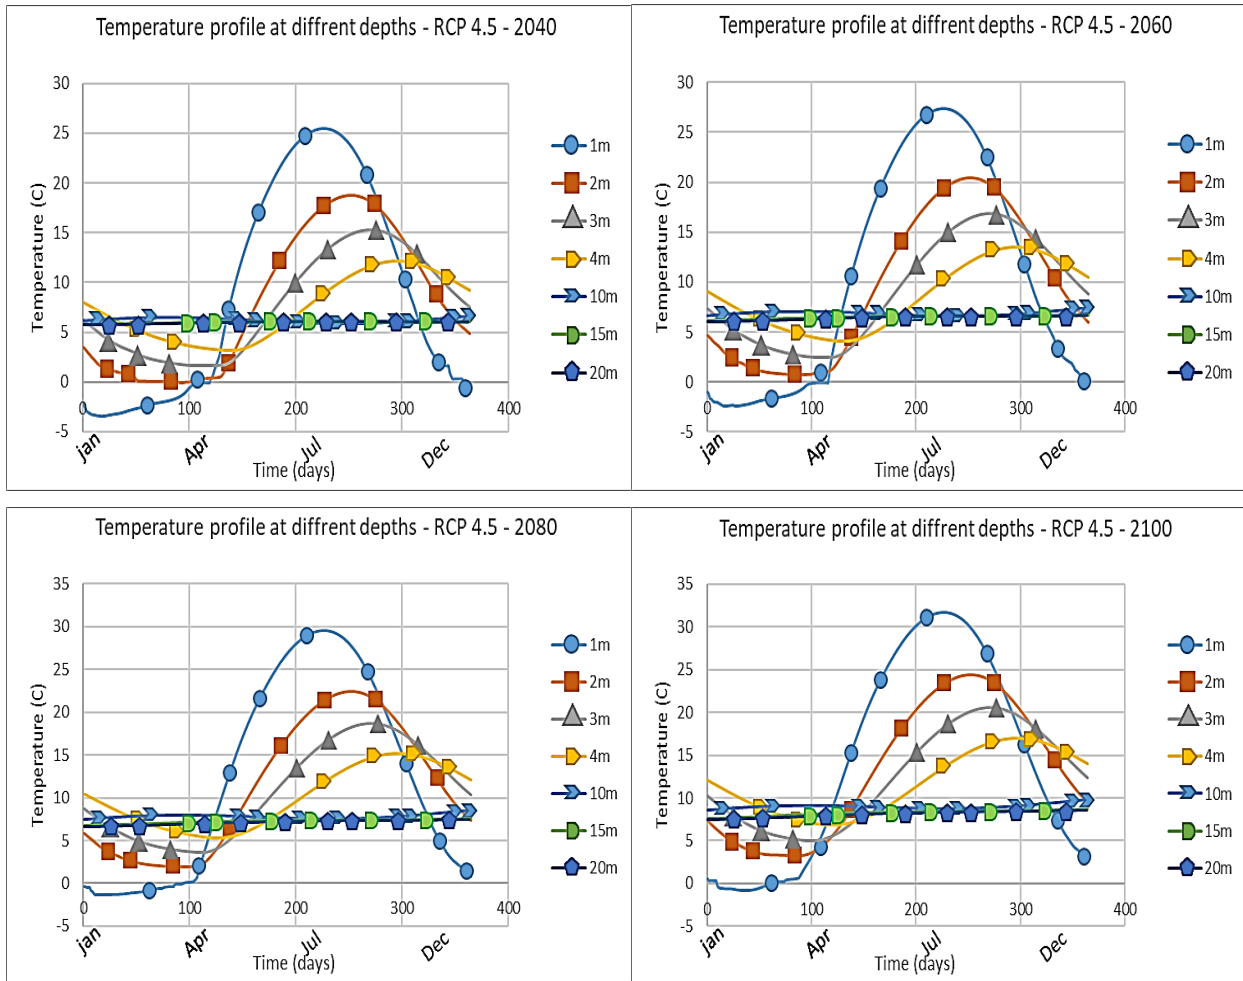 Temperature profile at diffrent depths - RCP 4.5 - 2040
30
25
20
15
10
5
0
-5
Temperature (C)
0 100 200 300 400
jan Apr Jul Dec
Time (days)
1m
2m
3m
4m
10m
15m
20m
Temperature profile at diffrent depths - RCP 4.5 - 2060
30
25
20
15
10
5
0
-5
Temperature (C)
0 100 200 300 400
jan Apr Jul Dec
Time (days)
1m
2m
3m
4m
10m
15m
20m
Temperature profile at diffrent depths - RCP 4.5 - 2080
35
30
25
20
15
10
5
0
-5
Temperature (C)
0 100 200 300 400
jan Apr Jul Dec
Time (days)
1m
2m
3m
4m
10m
15m
20m
Temperature profile at diffrent depths - RCP 4.5 - 2100
35
30
25
20
15
10
5
0
-5
Temperature (C)
0 100 200 300 400
jan Apr Jul Dec
Time (days)
1m
2m
3m
4m
10m
15m
20m